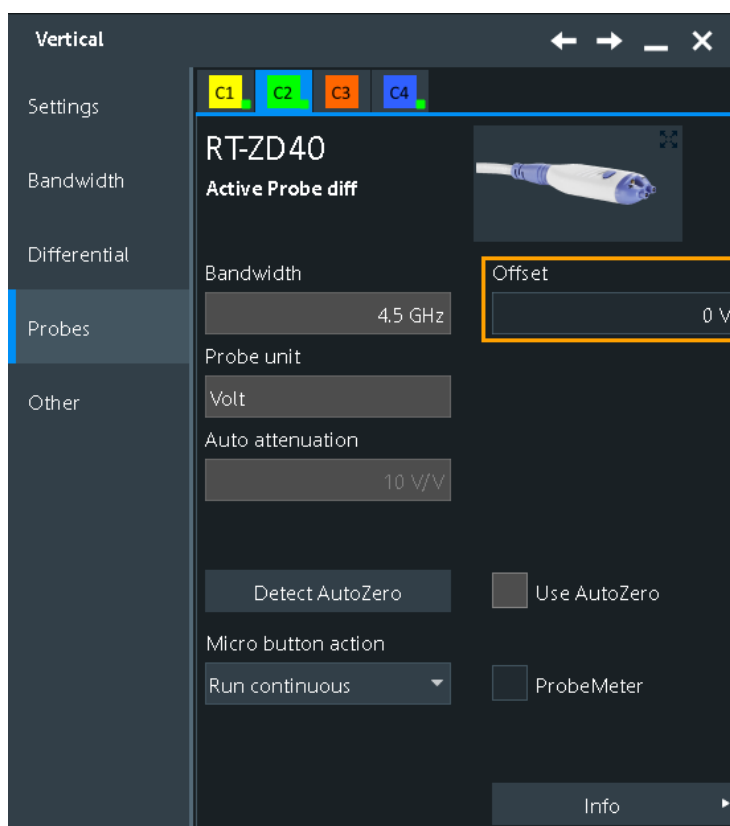 Vertical
Settings
Bandwidth
Differential
Probes
Other
C1 C2 C3 C4
RT-ZD40
Active Probe diff
Bandwidth
4.5 GHz
Offset
0 V
Probe unit
Volt
Auto attenuation
10 V/V
Detect AutoZero
Use AutoZero
Micro button action
Run continuous
ProbeMeter
Info